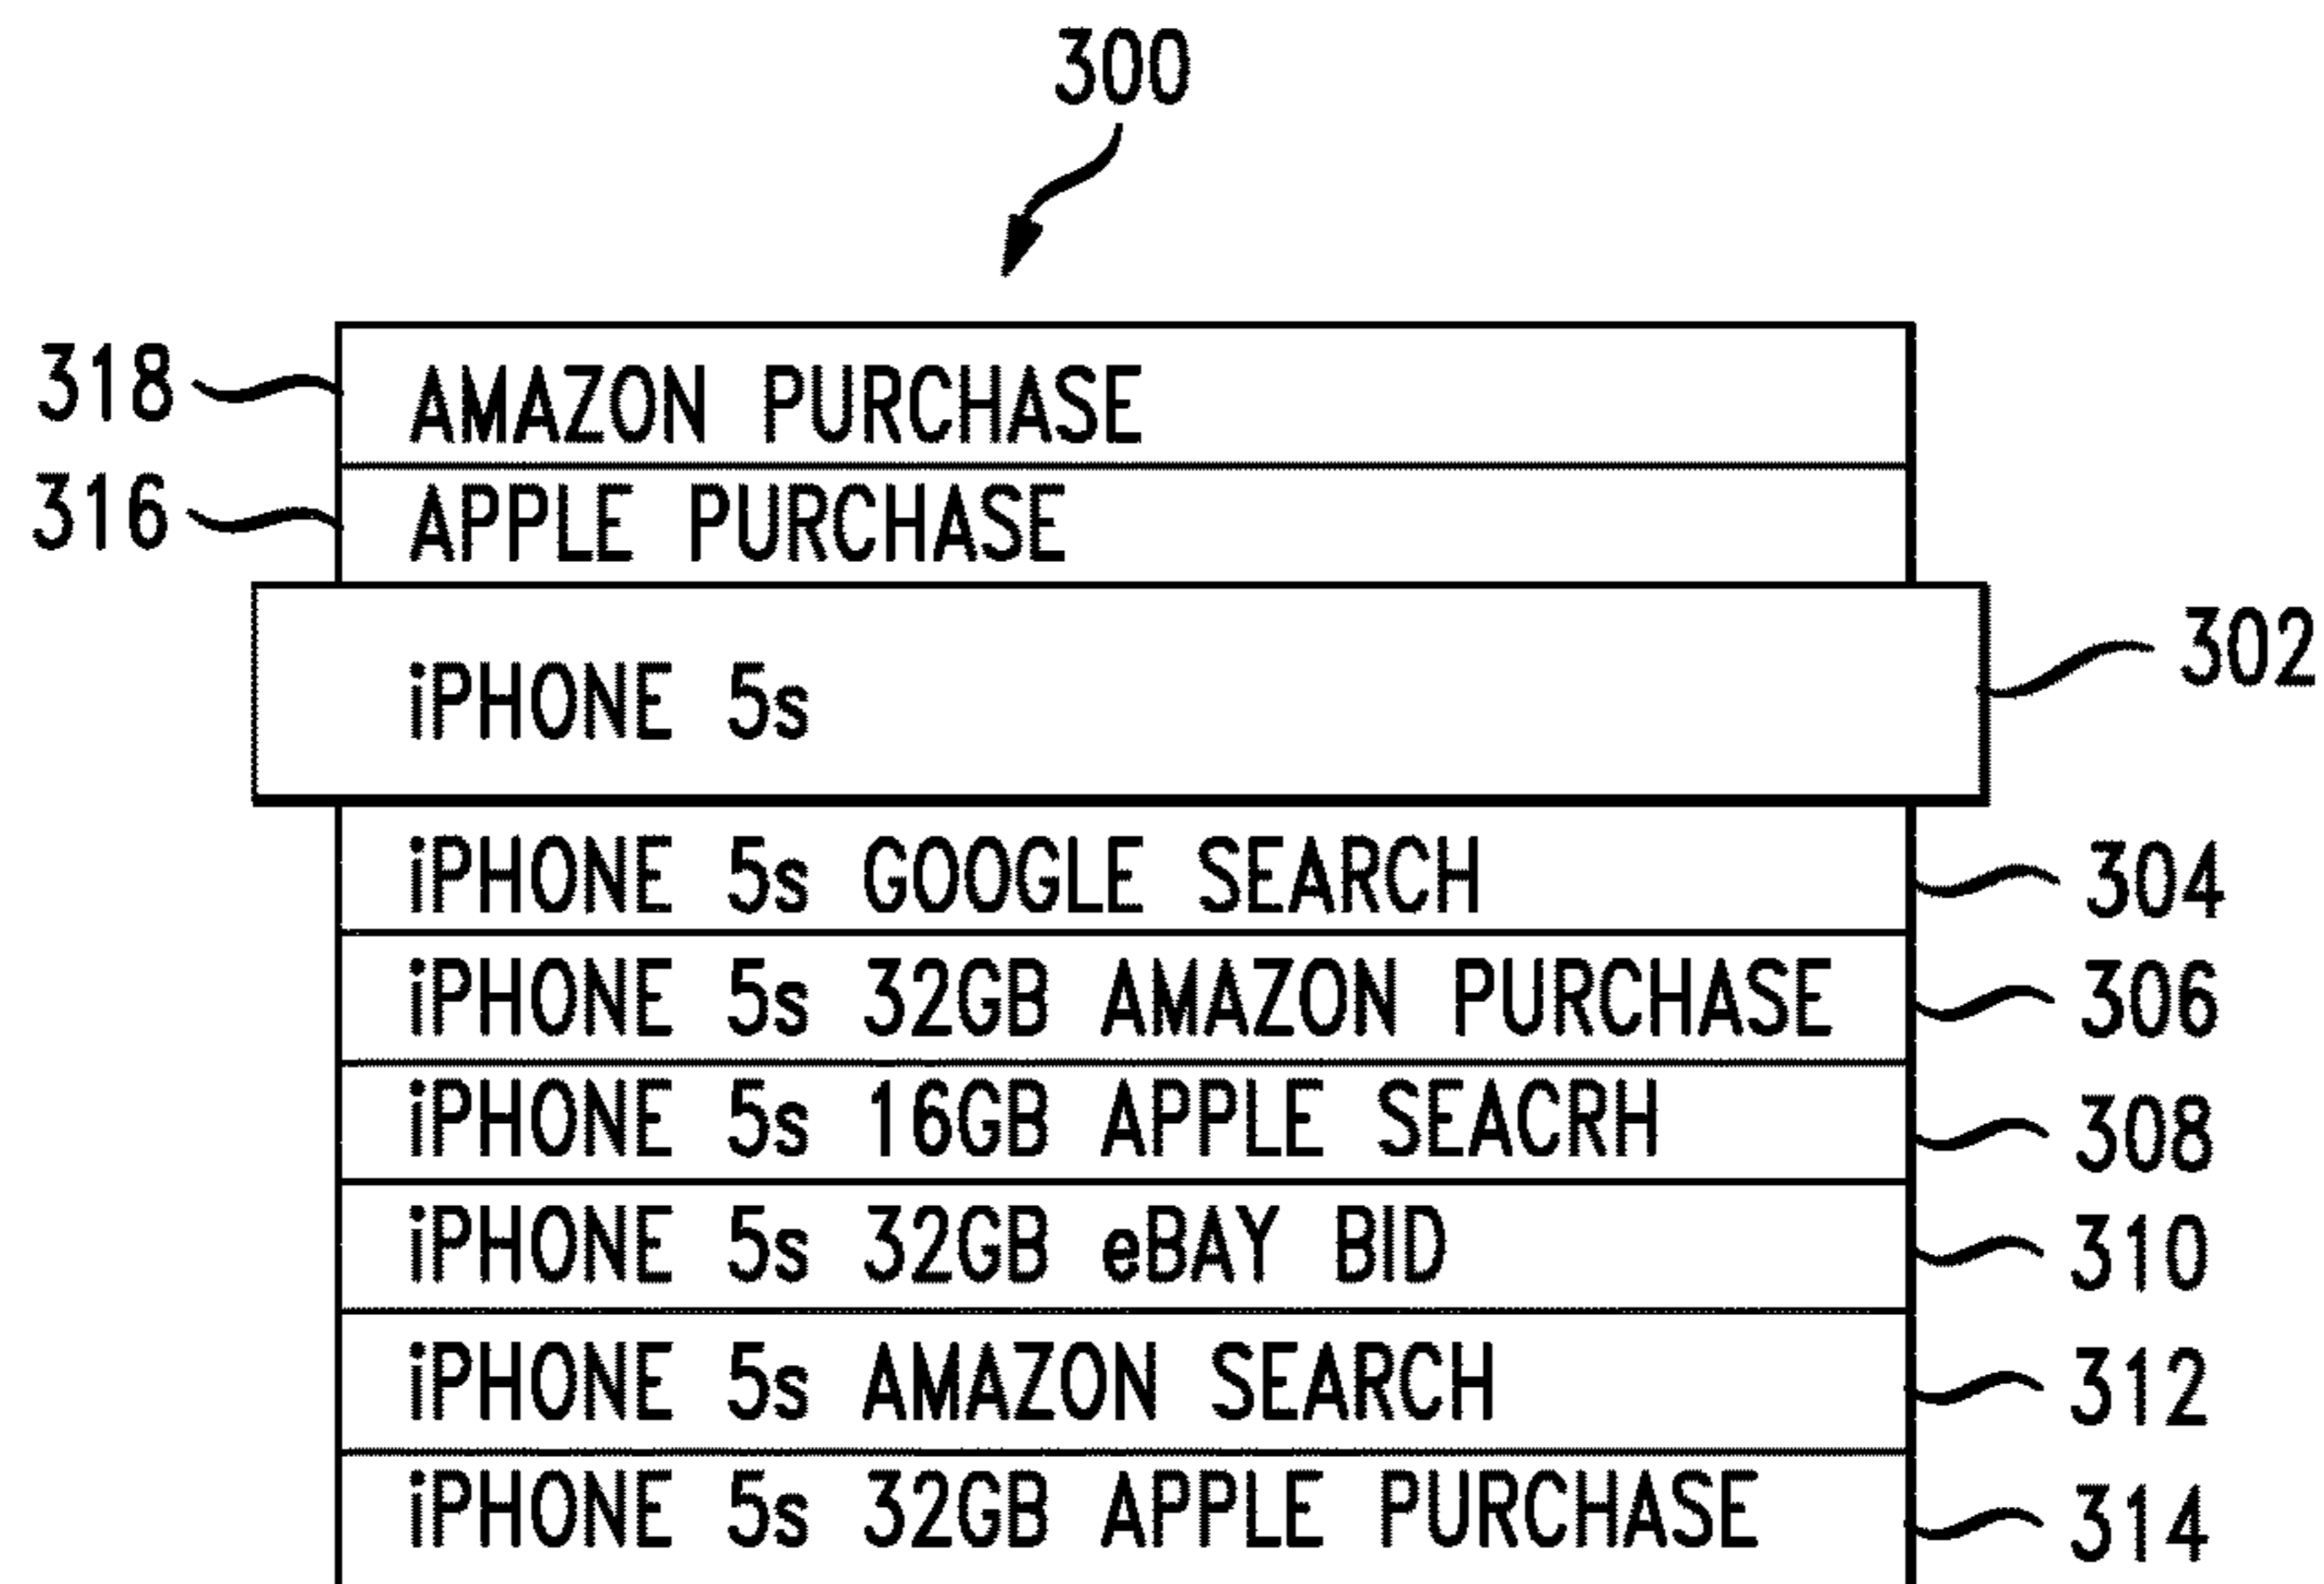 300
318 AMAZON PURCHASE
316 APPLE PURCHASE
iPHONE 5s 302
iPHONE 5s GOOGLE SEARCH 304
iPHONE 5s 32GB AMAZON PURCHASE 306
iPHONE 5s 16GB APPLE SEACRH 308
iPHONE 5s 32GB eBAY BID 310
iPHONE 5s AMAZON SEARCH 312
iPHONE 5s 32GB APPLE PURCHASE 314